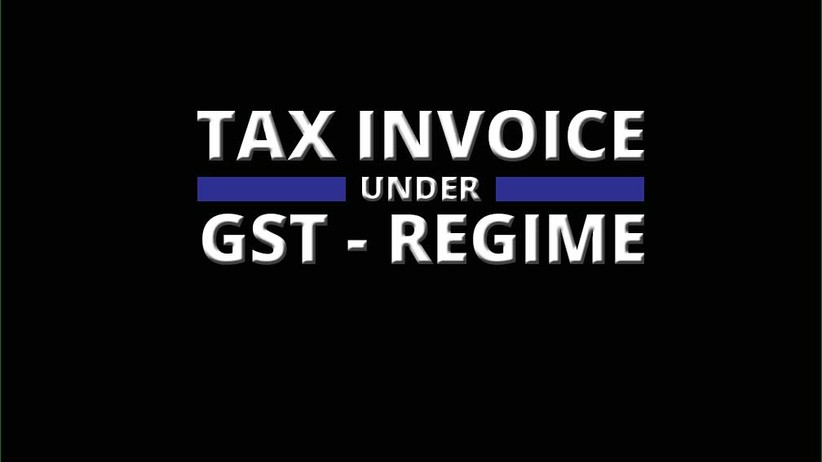 TAX INVOICE
UNDER
GST - REGIME